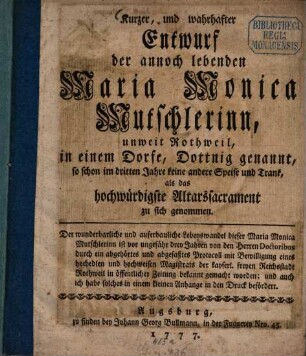 Kurzer, und wahrhafter
BIBLIOTHECA
REGIA
MONACENSIS
Entwurf
der annoch lebenden
Maria Monica
Mutschlerinn,
unweit Rothweil,
in einem Dorfe, Dottnig genannt,
so schon im dritten Jahre keine andere Speise und Trank,
als das
hochwürdigste Altarssacrament
zu sich genommen.
Der wunderbarliche und auferbauliche Lebenswandel dieser Maria Monica
Mutschlerinn ist vor ungefähr drey Jahren von den Herren Doctoribus
durch ein abgehörtes und abgefaßtes Protocoll mit Bewilligung eines
hochedlen und hochweisen Magistrats der kayserl. freyen Reichsstadt
Rothweil in öffentlicher Zeitung bekannt gemacht worden: und auch
ich habs solches in einem kleinen Anhange in den Druck befördert.
Augsburg,
zu finden bey Johann Georg Bullmann, in der Fuggerey Nro. 45.
1777.